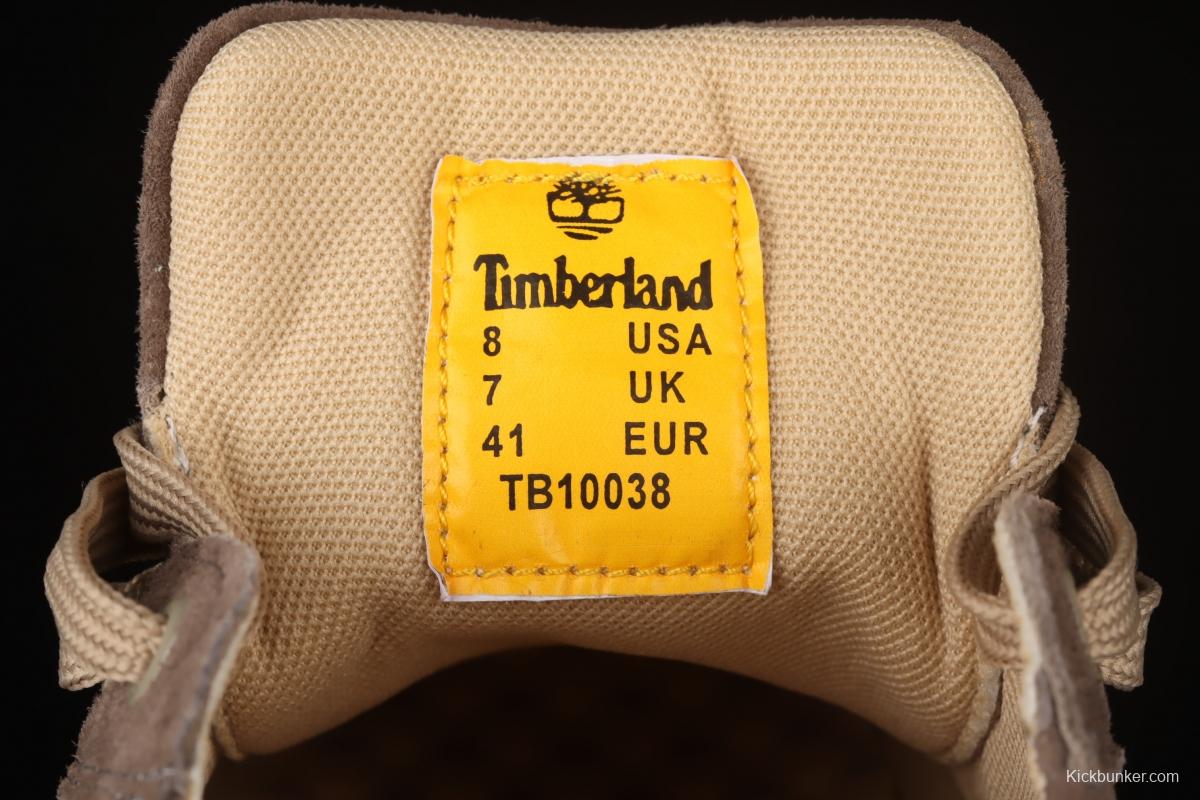 Timberland
8 USA
7 UK
41 EUR
TB10038
Kickbunker.com